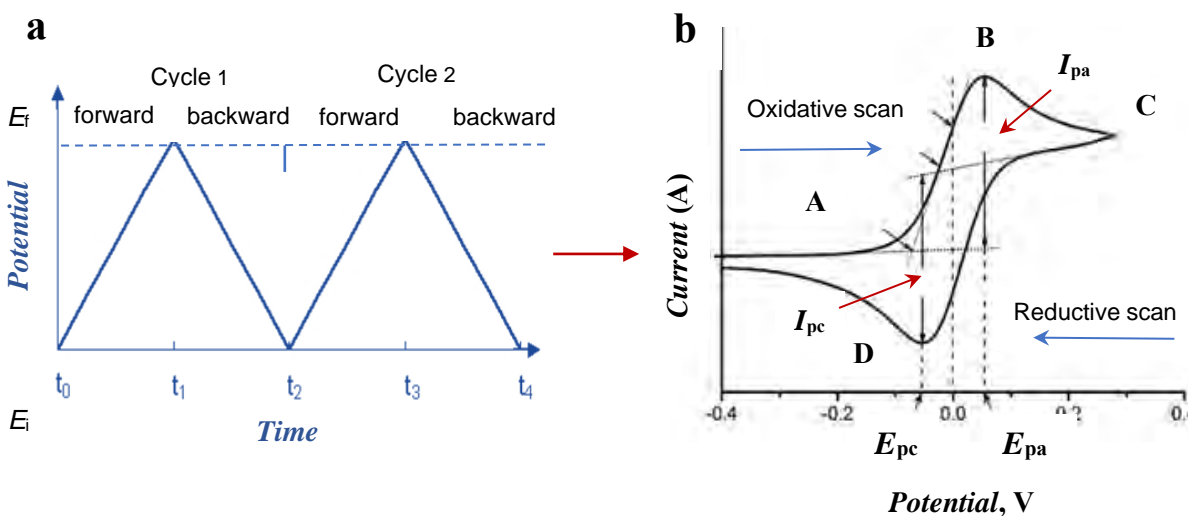 a
Cycle 1
Cycle 2
forward
backward
forward
backward
Ef
Potential
t0
t1
t2
t3
t4
Ei
Time
b
B
Ipa
C
Oxidative scan
A
Current (A)
Ipc
D
Reductive scan
-0.4
-0.2
0.0
Epc
Epa
Potential, V